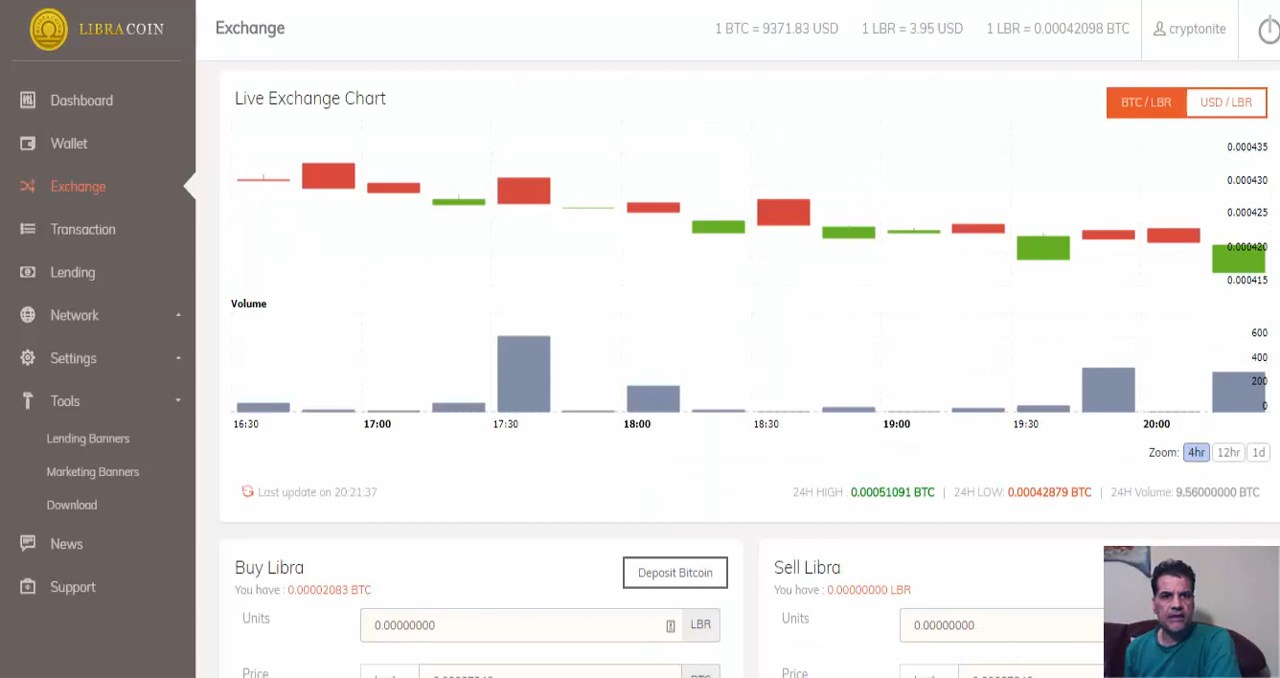 LIBRA COIN
Exchange
1 BTC = 9371.83 USD 1 LBR = 3.95 USD 1 LBR = 0.00042098 BTC
cryptonite
Dashboard
Wallet
Exchange
Transaction
Lending
Network
Settings
Tools
Lending Banners
Marketing Banners
Download
News
Support
Live Exchange Chart
BTC / LBR USD / LBR
0.000435
0.000430
0.000425
0.000420
0.000415
Volume
600
400
200
0
16:30 17:00 17:30 18:00 18:30 19:00 19:30 20:00
Zoom: 4hr 12hr 1d
Last update on 20:21:37
24H HIGH : 0.00051091 BTC | 24H LOW: 0.00042879 BTC | 24H Volume: 9.56000000 BTC
Buy Libra
You have : 0.00002083 BTC
Deposit Bitcoin
Units 0.00000000 LBR
Price
Sell Libra
You have : 0.00000000 LBR
Units 0.00000000
Price